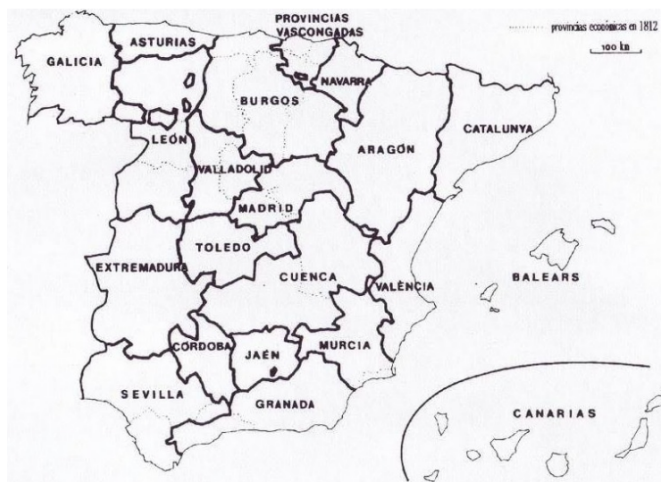 PROVINCIAS
VASCONGADAS
provincias económicas en 1812
100 km
ASTURIAS
GALICIA
NAVARRA
BURGOS
CATALUNYA
LEÓN
ARAGÓN
VALLADOLID
MADRID
TOLEDO
EXTREMADURA
CUENCA
BALEARS
VALÈNCIA
CÓRDOBA
JAÉN
MURCIA
SEVILLA
GRANADA
CANARIAS